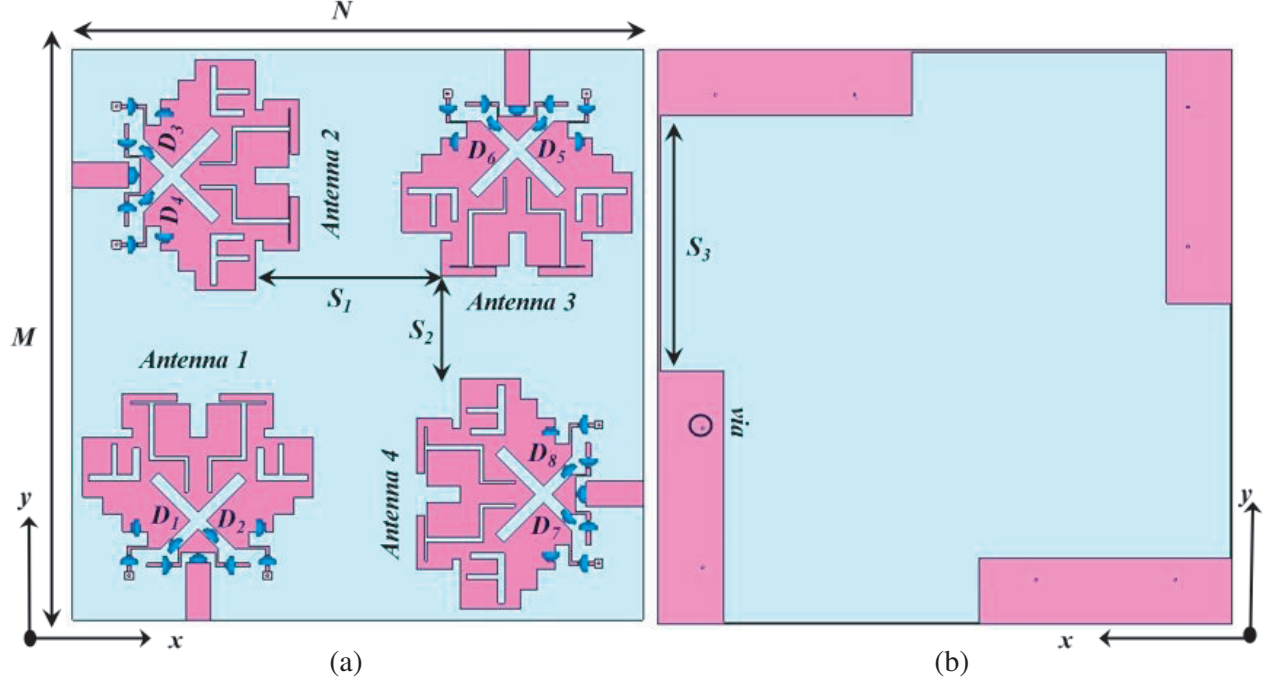 N
M
D3
D4
Antenna 2
D6
D5
Antenna 3
S1
S2
Antenna 1
D1
D2
Antenna 4
D8
D7
y
x
(a)
S3
via
y
x
(b)